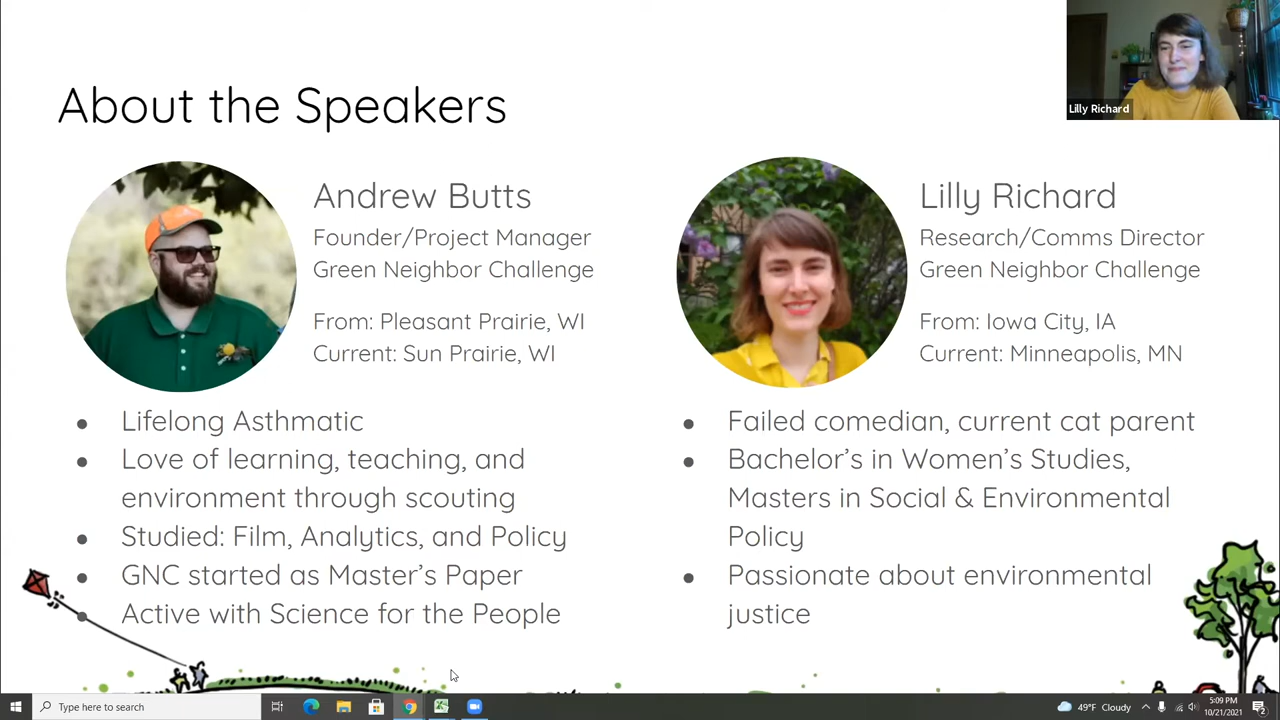 Lilly Richard
About the Speakers
Andrew Butts
Founder/Project Manager
Green Neighbor Challenge
From: Pleasant Prairie, WI
Current: Sun Prairie, WI
Lifelong Asthmatic
Love of learning, teaching, and
environment through scouting
Studied: Film, Analytics, and Policy
GNC started as Master's Paper
Active with Science for the People
Lilly Richard
Research/Comms Director
Green Neighbor Challenge
From: Iowa City, IA
Current: Minneapolis, MN
Failed comedian, current cat parent
Bachelor's in Women's Studies,
Masters in Social & Environmental
Policy
Passionate about environmental
justice
Type here to search
49°F Cloudy
5:09 PM
10/21/2021
2